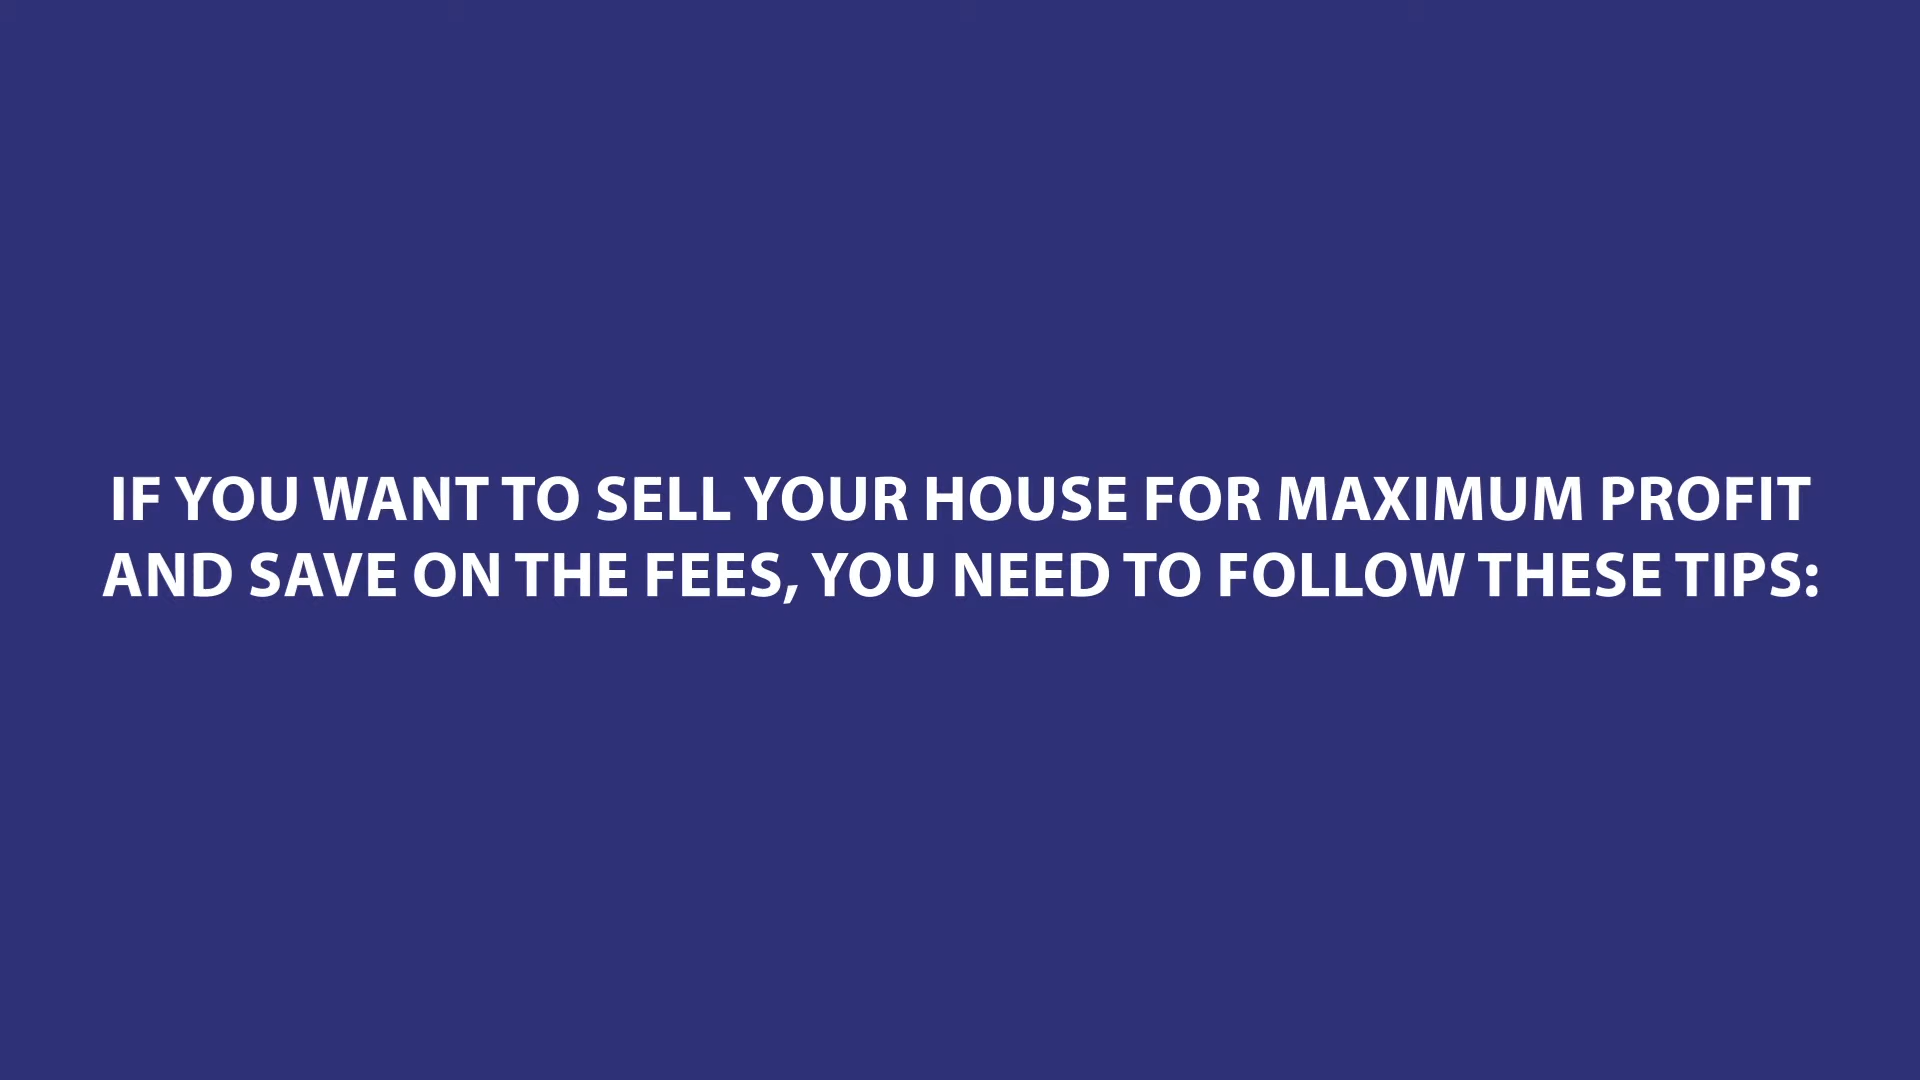 IF YOU WANT TO SELL YOUR HOUSE FOR MAXIMUM PROFIT
AND SAVE ON THE FEES, YOU NEED TO FOLLOW THESE TIPS: